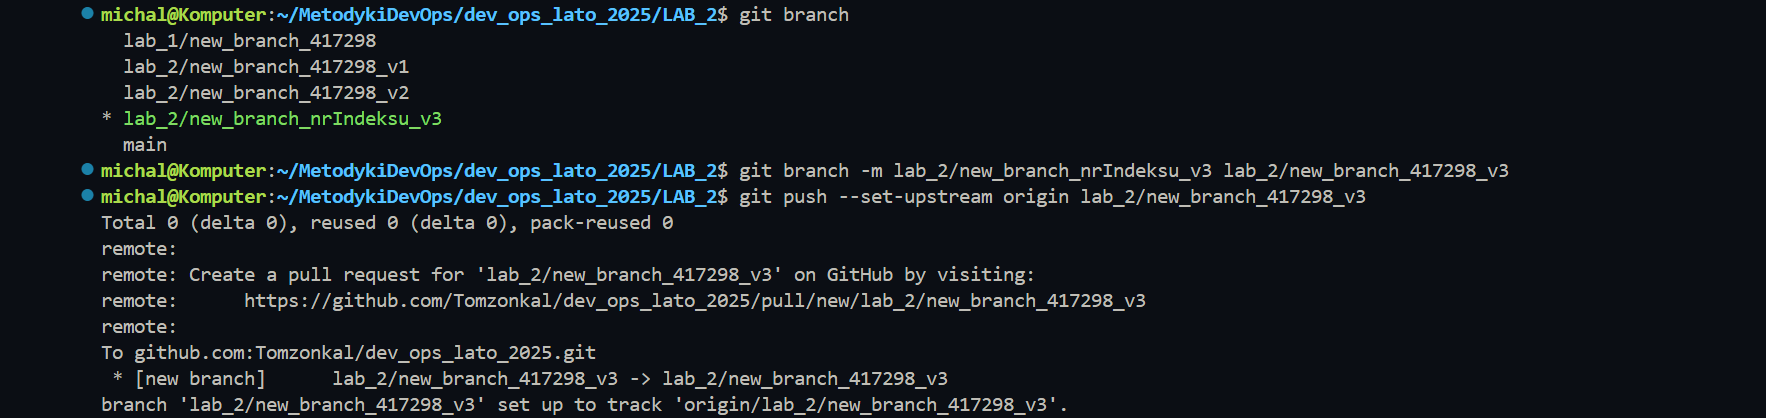 michal@Komputer:~/MetodykiDevOps/dev_ops_lato_2025/LAB_2$ git branch
  lab_1/new_branch_417298
  lab_2/new_branch_417298_v1
  lab_2/new_branch_417298_v2
* lab_2/new_branch_nrIndeksu_v3
  main
michal@Komputer:~/MetodykiDevOps/dev_ops_lato_2025/LAB_2$ git branch -m lab_2/new_branch_nrIndeksu_v3 lab_2/new_branch_417298_v3
michal@Komputer:~/MetodykiDevOps/dev_ops_lato_2025/LAB_2$ git push --set-upstream origin lab_2/new_branch_417298_v3
Total 0 (delta 0), reused 0 (delta 0), pack-reused 0
remote:
remote: Create a pull request for 'lab_2/new_branch_417298_v3' on GitHub by visiting:
remote:      https://github.com/Tomzonkal/dev_ops_lato_2025/pull/new/lab_2/new_branch_417298_v3
remote:
To github.com:Tomzonkal/dev_ops_lato_2025.git
 * [new branch]      lab_2/new_branch_417298_v3 -> lab_2/new_branch_417298_v3
branch 'lab_2/new_branch_417298_v3' set up to track 'origin/lab_2/new_branch_417298_v3'.